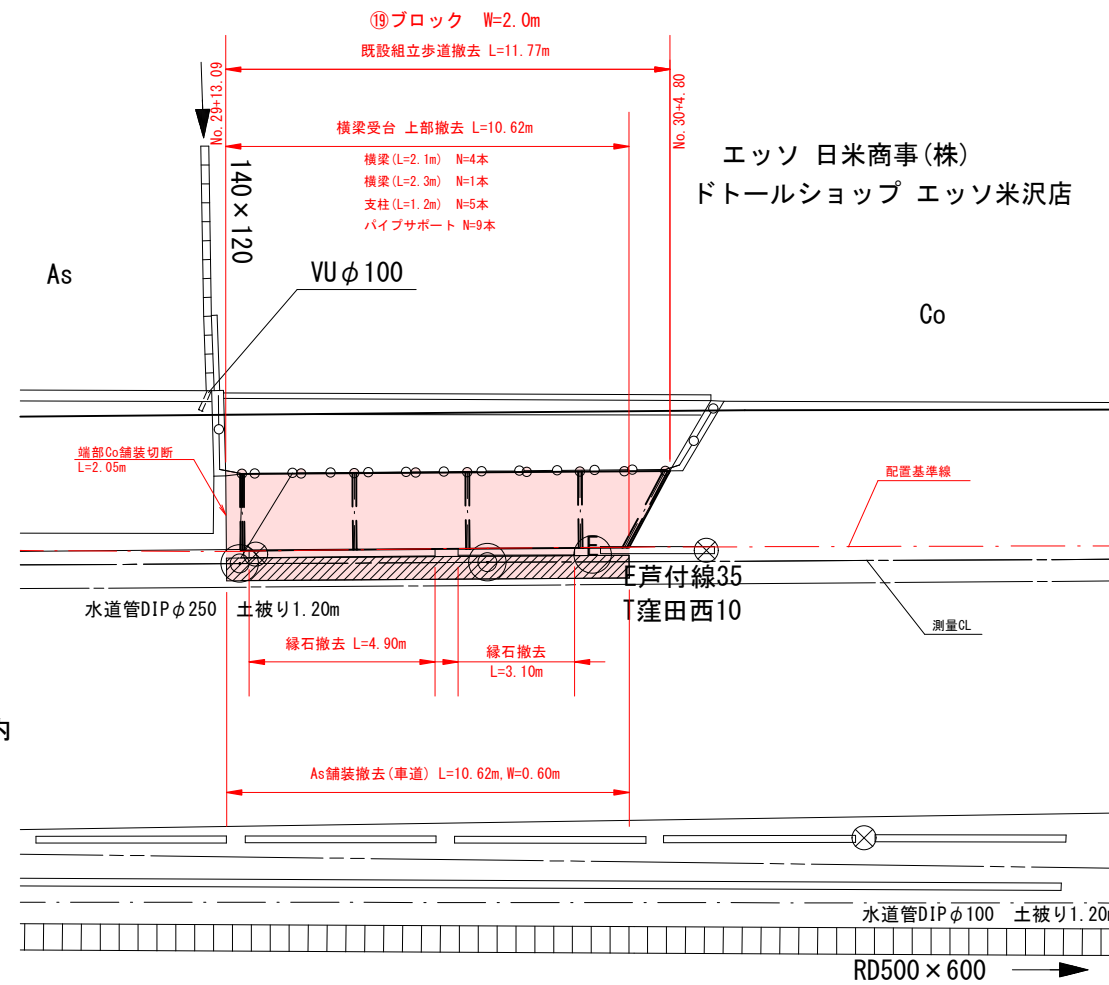 ⑲ブロック W=2.0m
既設組立歩道撤去 L=11.77m
No.29+13.09
No.30+4.80
横梁受台 上部撤去 L=10.62m
横梁(L=2.1m) N=4本
横梁(L=2.3m) N=1本
支柱(L=1.2m) N=5本
パイプサポート N=9本
エッソ 日米商事(株)
ドトールショップ エッソ米沢店
140×120
As
VUφ100
Co
端部Co舗装切断
L=2.05m
配置基準線
E
E芦付線35
T窪田西10
水道管DIPφ250 土被り1.20m
測量CL
縁石撤去 L=4.90m
縁石撤去
L=3.10m
内
As舗装撤去(車道) L=10.62m,W=0.60m
水道管DIPφ100 土被り1.20m
RD500×600